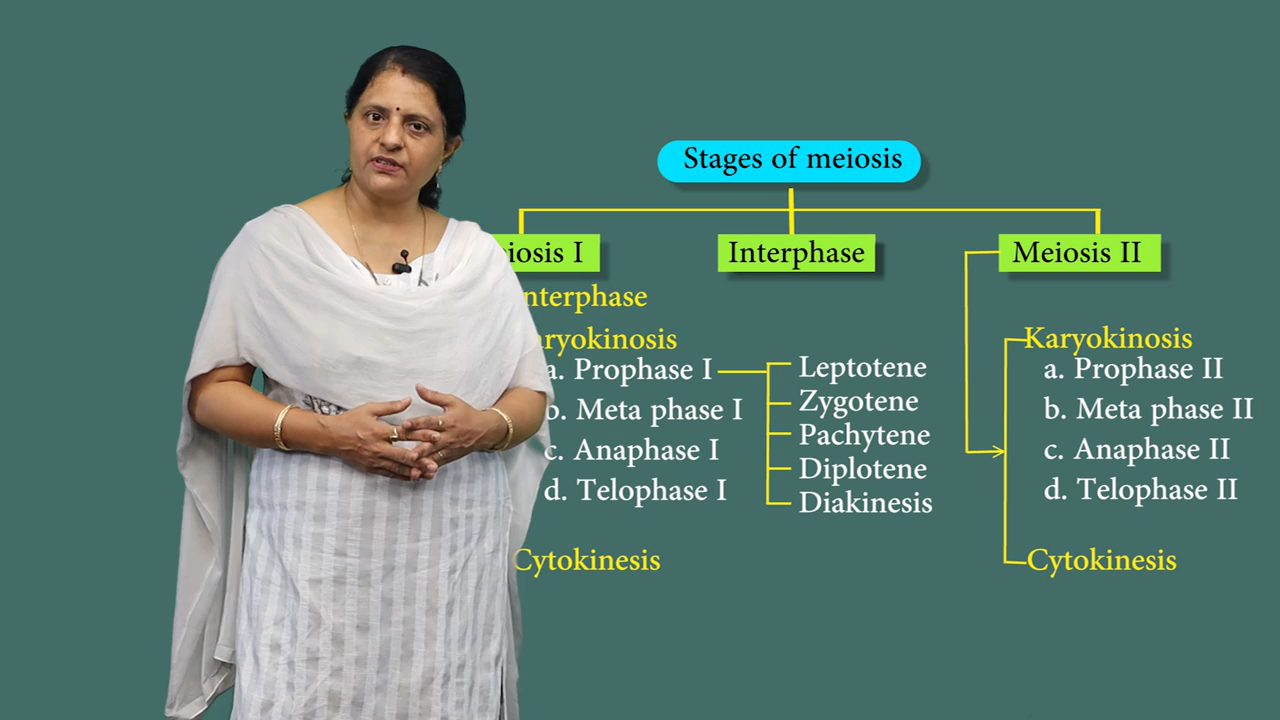 Stages of meiosis
iosis I
Interphase
Meiosis II
nterphase
aryokinosis
a. Prophase I
b. Meta phase I
c. Anaphase I
d. Telophase I
Cytokinesis
Leptotene
Zygotene
Pachytene
Diplotene
Diakinesis
Karyokinosis
a. Prophase II
b. Meta phase II
c. Anaphase II
d. Telophase II
Cytokinesis